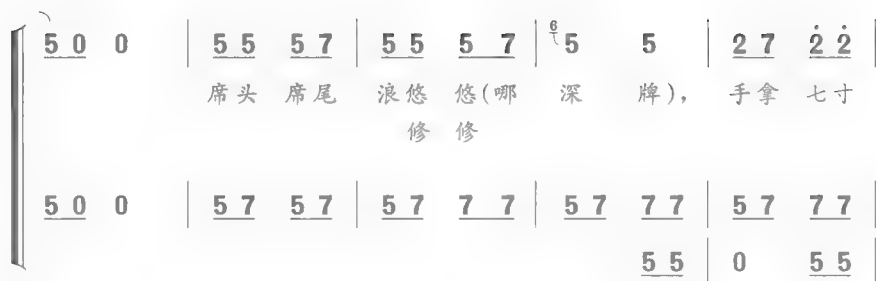 5 0 0 | 5 5 5 7 | 5 5 5 7 | 6 5 5 | 2 7 2̇ 2̇ |
席头 席尾 浪悠 悠(哪 深 牌), 手拿 七寸
修 修
5 0 0 | 5 7 5 7 | 5 7 7 7 | 5 7 7 7 | 5 7 7 7 |
5 5 | 0 5 5 |